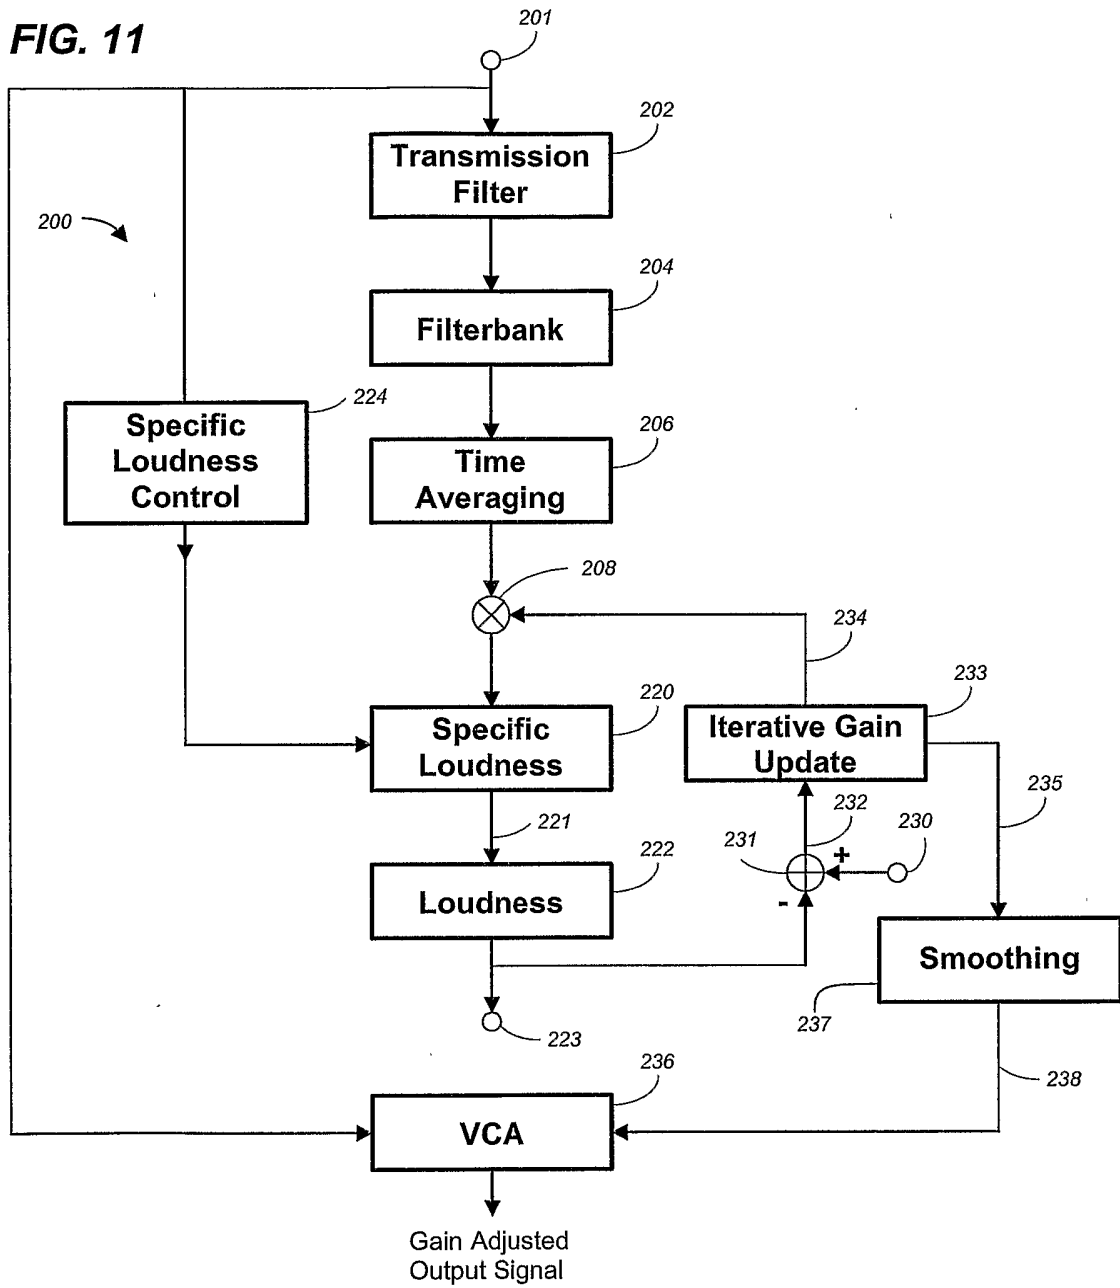 FIG. 11
201
202
Transmission
Filter
200
204
Filterbank
224
Specific
Loudness
Control
206
Time
Averaging
208
234
220
233
Specific
Loudness
Iterative Gain
Update
235
221
232
230
231
+
222
Loudness
-
Smoothing
237
223
236
238
VCA
Gain Adjusted
Output Signal